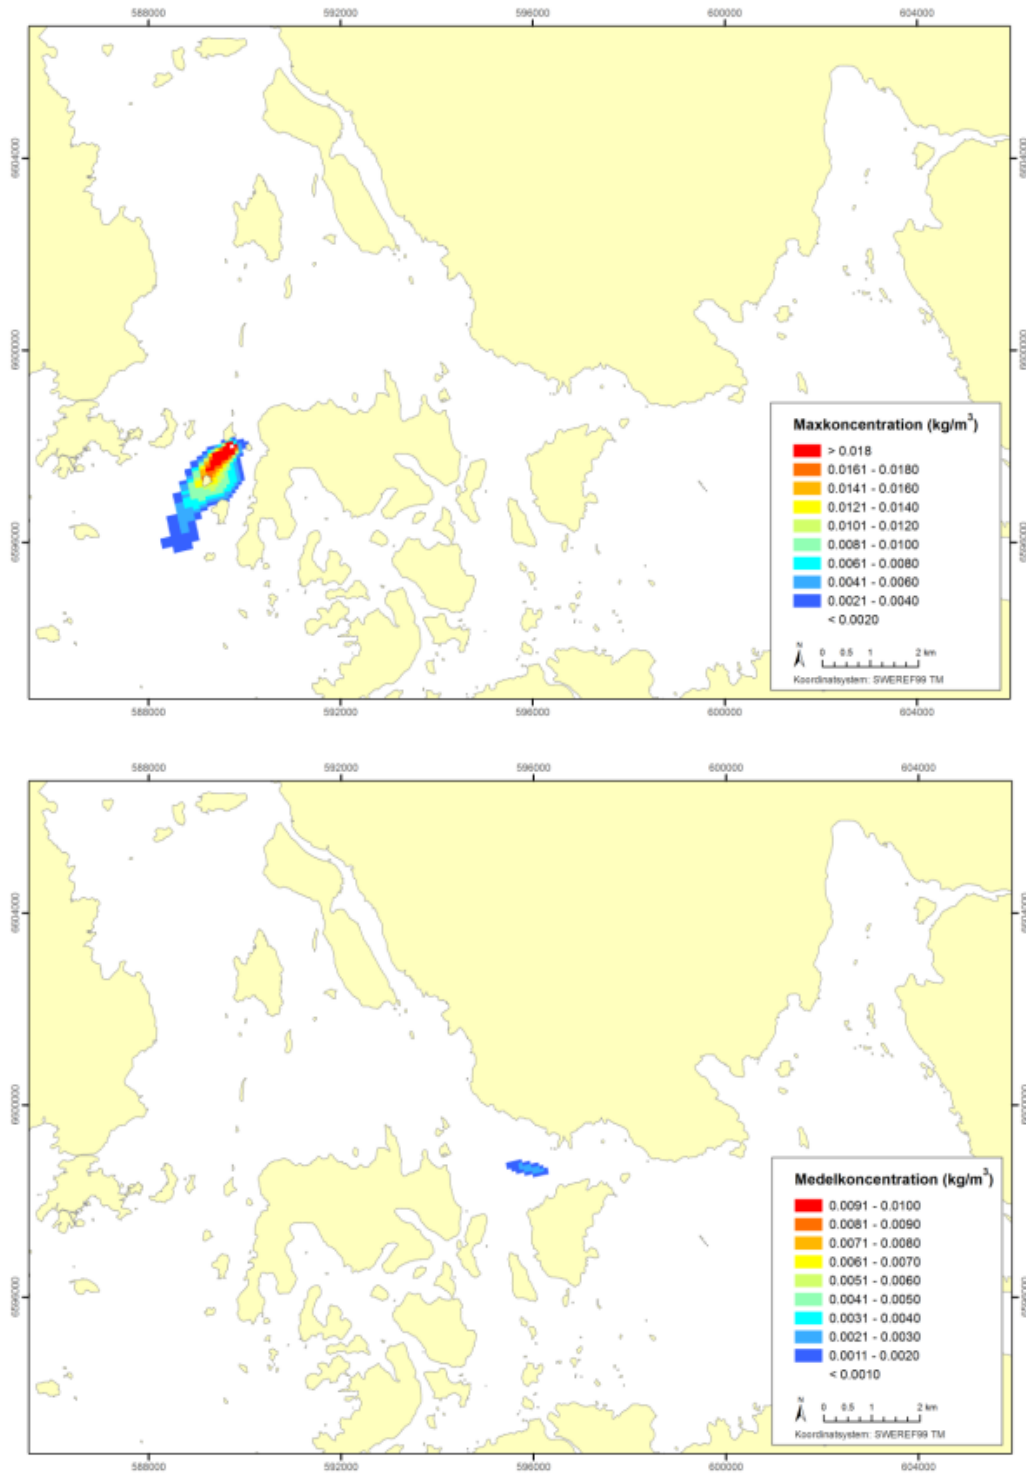 588000 592000 596000 600000 604000
6604000 6604000
6600000 6600000
6596000 6596000
Maxkoncentration (kg/m³)
> 0.018
0.0161 - 0.0180
0.0141 - 0.0160
0.0121 - 0.0140
0.0101 - 0.0120
0.0081 - 0.0100
0.0061 - 0.0080
0.0041 - 0.0060
0.0021 - 0.0040
< 0.0020
N
0 0.5 1 2 km
Koordinatsystem: SWEREF99 TM
588000 592000 596000 600000 604000
588000 592000 596000 600000 604000
6604000 6604000
6600000 6600000
6596000 6596000
Medelkoncentration (kg/m³)
0.0091 - 0.0100
0.0081 - 0.0090
0.0071 - 0.0080
0.0061 - 0.0070
0.0051 - 0.0060
0.0041 - 0.0050
0.0031 - 0.0040
0.0021 - 0.0030
0.0011 - 0.0020
< 0.0010
N
0 0.5 1 2 km
Koordinatsystem: SWEREF99 TM
588000 592000 596000 600000 604000